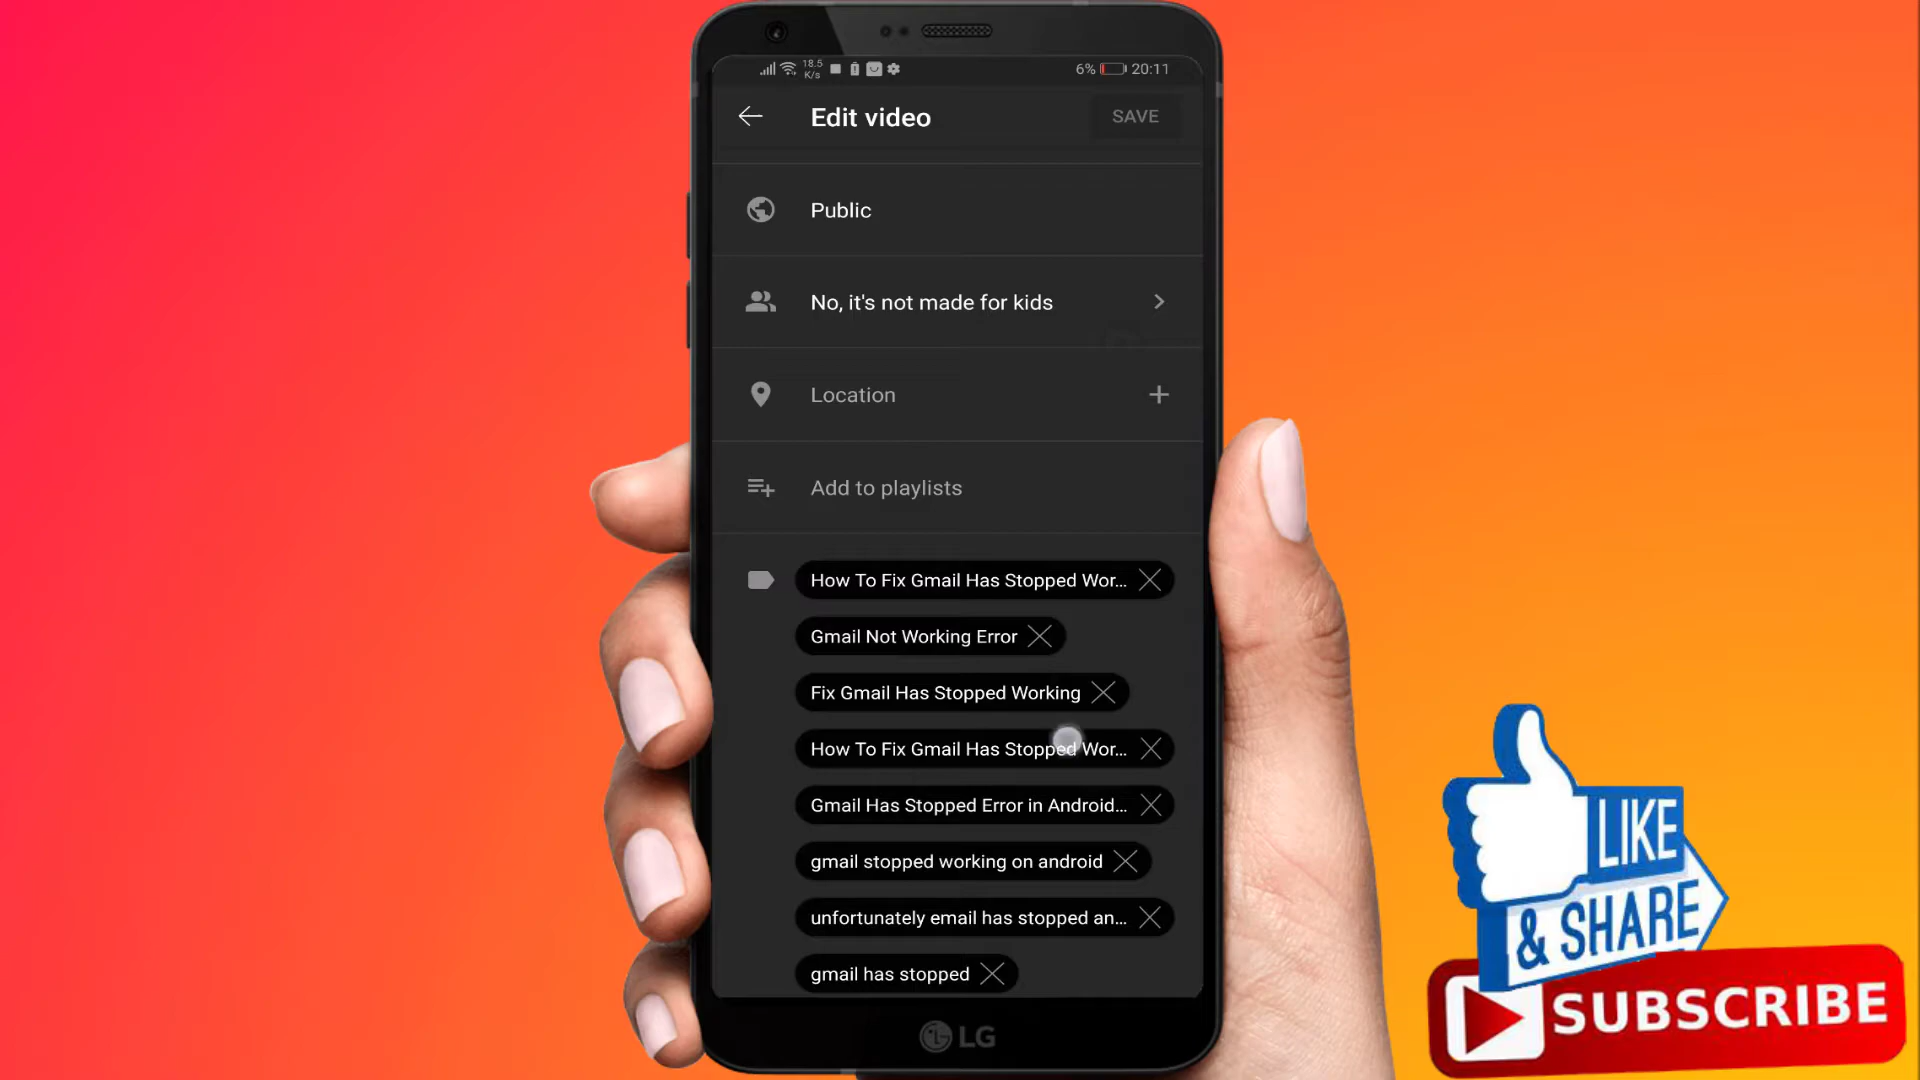 18.5
K/s
6%
20:11
Edit video
SAVE
Public
No, it's not made for kids
Location
Add to playlists
How To Fix Gmail Has Stopped Wor...
Gmail Not Working Error
Fix Gmail Has Stopped Working
How To Fix Gmail Has Stopped Wor...
Gmail Has Stopped Error in Android...
gmail stopped working on android
unfortunately email has stopped an...
gmail has stopped
LG
LIKE
& SHARE
SUBSCRIBE